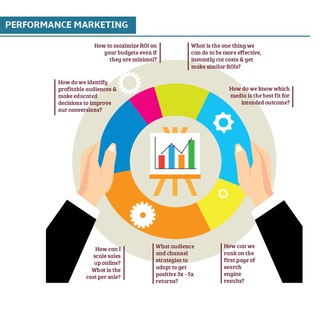 PERFORMANCE MARKETING
How to maximize ROI on
your budgets even if
they are minimal?
What is the one thing we
can do to be more effective,
instantly cut costs & yet
make similar ROIs?
How do we identify
profitable audiences &
make educated
decisions to improve
our conversions?
How do we know which
media is the best fit for
intended outcome?
How can I
scale sales
up online?
What is the
cost per sale?
What audience
and channel
strategies to
adopt to get
positive 3x - 5x
returns?
How can we
rank on the
first page of
search
engine
results?